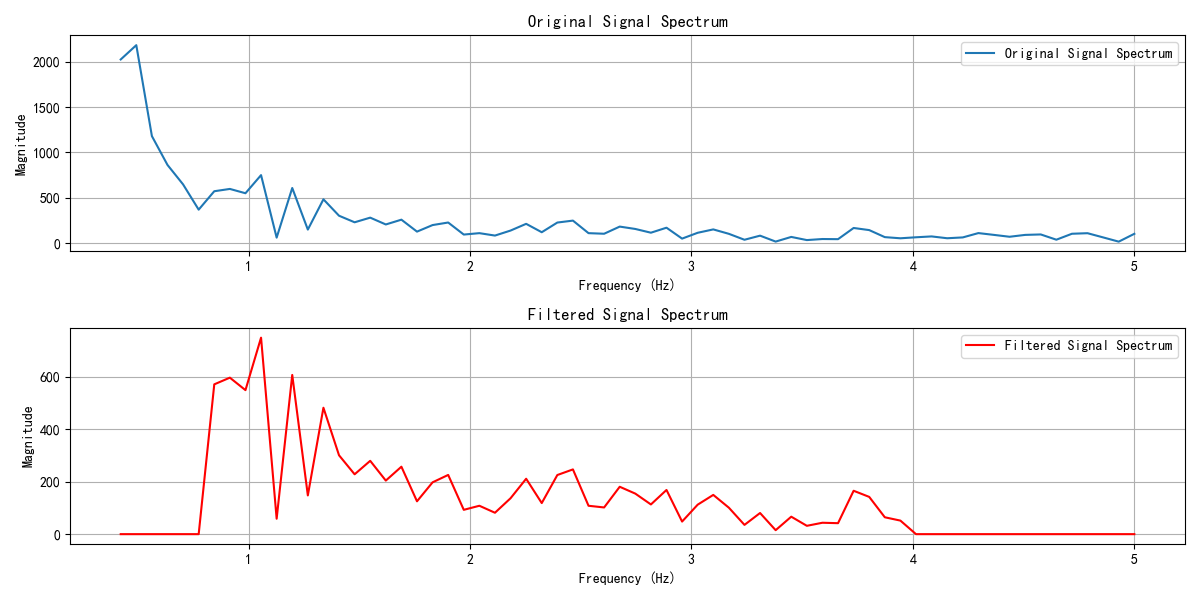 Original Signal Spectrum
Original Signal Spectrum
Magnitude
2000
1500
1000
500
0
1 2 3 4 5
Frequency (Hz)
Filtered Signal Spectrum
Filtered Signal Spectrum
Magnitude
600
400
200
0
1 2 3 4 5
Frequency (Hz)